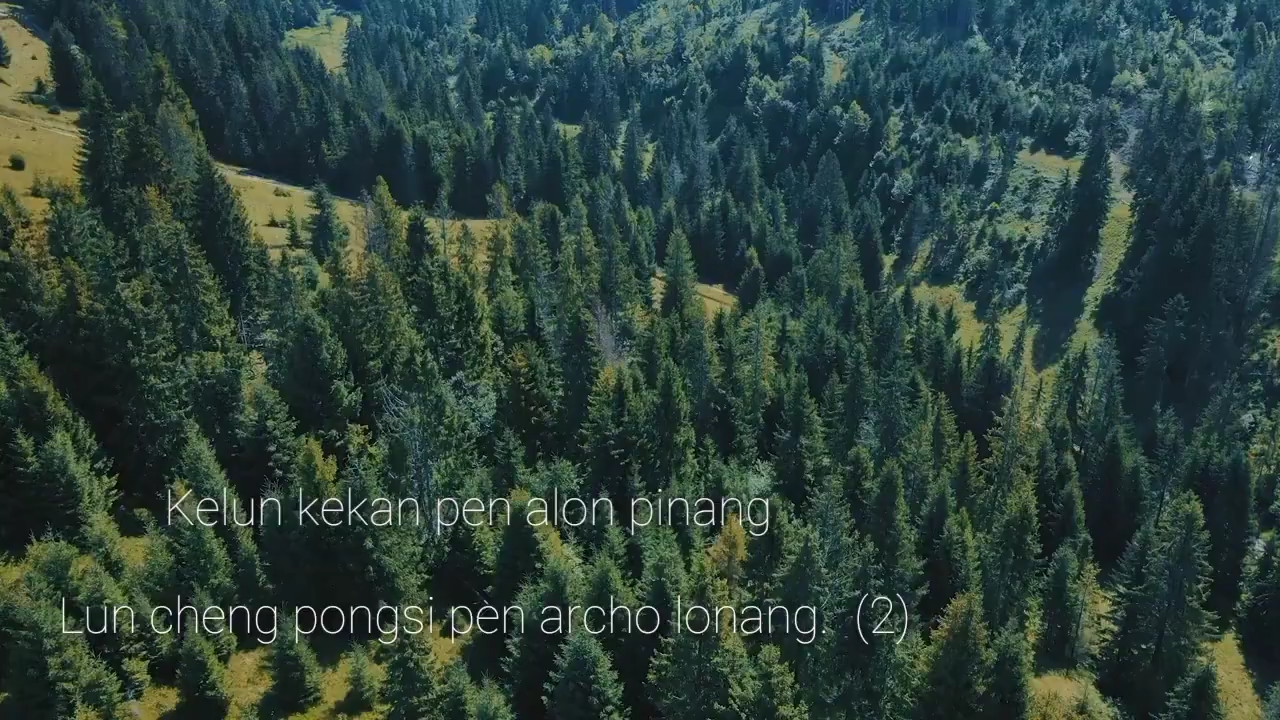 Kelun kekan pen alon pinang
Lun cheng pongsi pen archo lonang. (2)